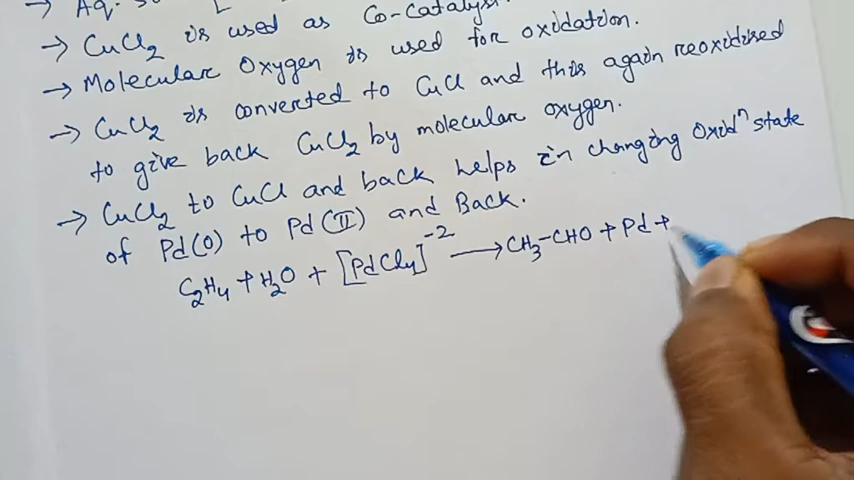 → Aq.
→ CuCl2 is used as Co-Catalyst.
→ Molecular Oxygen is used for oxidation.
→ CuCl2 is converted to CuCl and this again reoxidised
to give back CuCl2 by molecular oxygen.
→ CuCl2 to CuCl and back helps in changing Oxidn state
of Pd(0) to Pd(II) and Back.
C2H4 + H2O + [PdCl4]-2 → CH3-CHO + Pd +